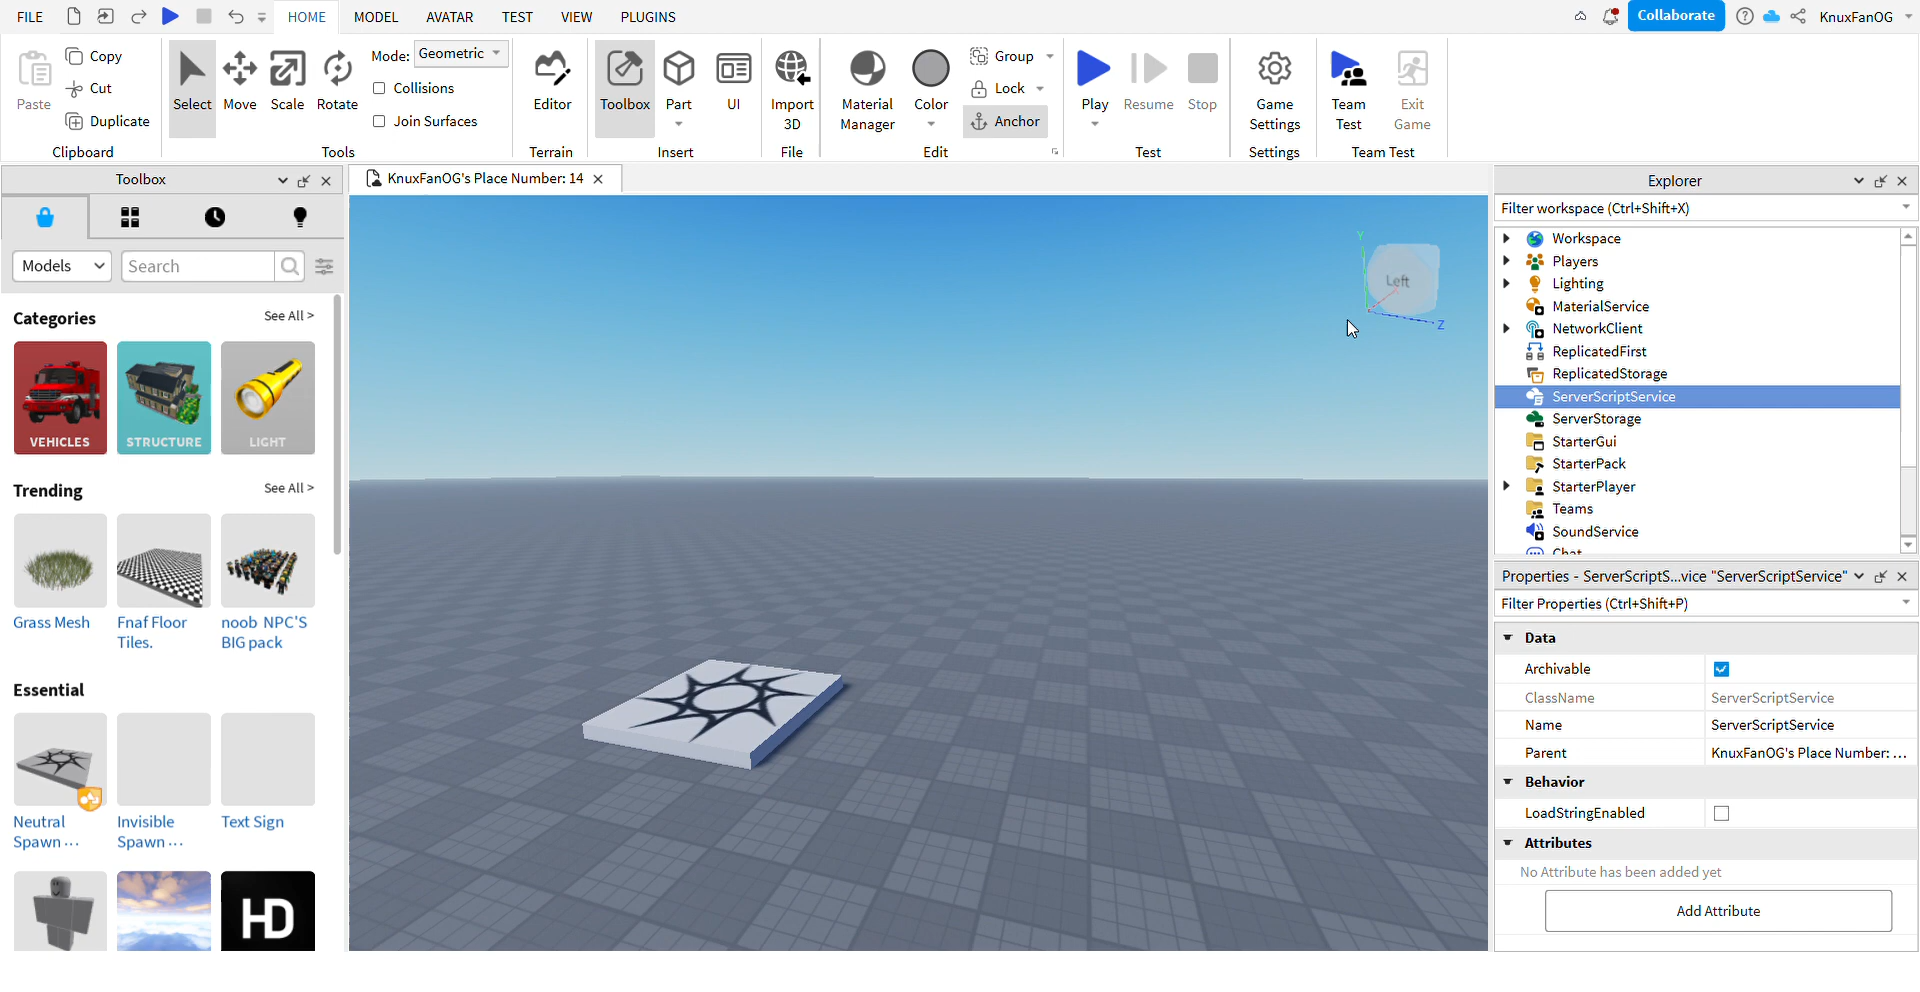 FILE HOME MODEL AVATAR TEST VIEW PLUGINS Collaborate KnuxFanOG
Paste Copy Cut Duplicate
Clipboard
Select Move Scale Rotate Mode: Geometric
Collisions
Join Surfaces
Tools
Editor
Terrain
Toolbox Part UI
Insert
Import 3D
File
Material Manager Color Group Lock Anchor
Edit
Play Resume Stop
Test
Game Settings
Settings
Team Test Exit Game
Team Test
Toolbox
Models Search
Categories See All >
VEHICLES STRUCTURE LIGHT
Trending See All >
Grass Mesh Fnaf Floor Tiles. noob NPC'S BIG pack
Essential
Neutral Spawn ... Invisible Spawn ... Text Sign
HD
KnuxFanOG's Place Number: 14
Y
Left
Z
Explorer
Filter workspace (Ctrl+Shift+X)
Workspace
Players
Lighting
MaterialService
NetworkClient
ReplicatedFirst
ReplicatedStorage
ServerScriptService
ServerStorage
StarterGui
StarterPack
StarterPlayer
Teams
SoundService
Chat
Properties - ServerScriptS...vice "ServerScriptService"
Filter Properties (Ctrl+Shift+P)
Data
Archivable
ClassName ServerScriptService
Name ServerScriptService
Parent KnuxFanOG's Place Number: ...
Behavior
LoadStringEnabled
Attributes
No Attribute has been added yet
Add Attribute